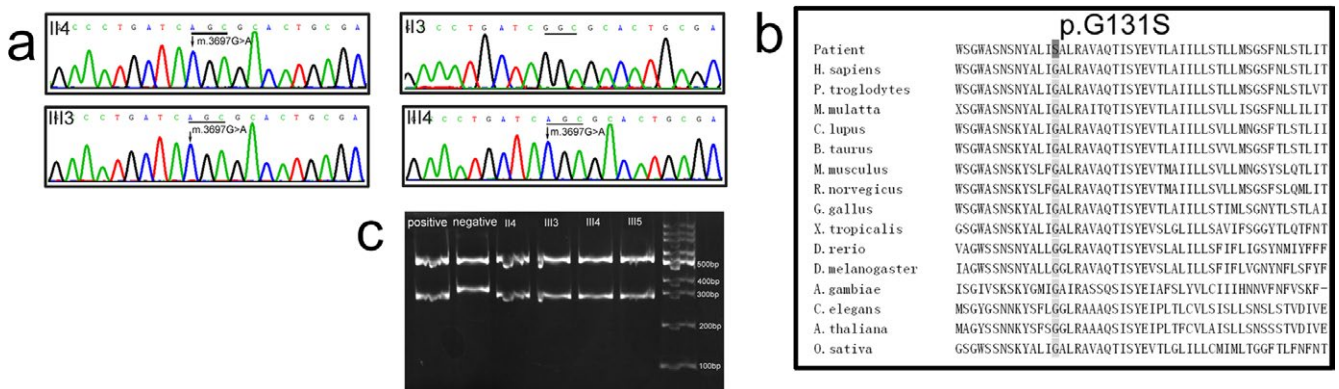 a
II4 C C C T G A T C A G C G C A C T G C G A
m.3697G>A
II3 C C T G A T C G G C G C A C T G C G A
III3 C C T G A T C A G C G C A C T G C G A
m.3697G>A
III4 C C T G A T C A G C G C A C T G C G A
m.3697G>A
c
positive negative II4 III3 III4 III5
500bp
400bp
300bp
200bp
100bp
b
p.G131S
Patient WSGWASNSNYALISALRAVAQTISYEVTLAIILLSTLLMSGSFNLSTLIT
H.sapiens WSGWASNSNYALIGALRAVAQTISYEVTLAIILLSTLLMSGSFNLSTLIT
P.troglodytes WSGWASNSNYALIGALRAVAQTISYEVTLAIILLSTLLMNGSFNLSTLVT
M.mulatta XSGWASNSNYALIGALRAITQTISYEVTLAIILLSVLLISGSFNLLILIT
C.lupus WSGWASNSKYALIGALRAVAQTISYEVTLAIILLSVLLMNGSFTLSTLII
B.taurus WSGWASNSKYALIGALRAVAQTISYEVTLAIILLSVVLMSGSFTLSTLIT
M.musculus WSGWASNSKYSLFGALRAVAQTISYEVTMAIILLSVLLMNGSYSLQTLIT
R.norvegicus WSGWASNSKYSLFGALRAVAQTISYEVTMAIILLSVLLMSGSFSLQMLIT
G.gallus WSGWASNSKYALIGALRAVAQTISYEVTLAIILLSTIMLSGNYTLSTLAI
X.tropicalis GSGWASNSKYALIGALRAVAQTISYEVSLGLILLSAVIFSGGYTLQTFNT
D.rerio VAGWSSNSNYALLGGLRAVAQTISYEVSLALILLSFIFLIGSYNMIYFFF
D.melanogaster IAGWSSNSNYALLGGLRAVAQTISYEVSLALILLSFIFLVGNYNFLSFYF
A.gambiae ISGIVSKSKYGMIGAIRASSQSISYEIAFSLYVLCIIIHNNVFNFVSKF-
C.elegans MSGYGSNNKYSFLGGLRAAAQSISYEIPLTLCVLSISLLSNSLSTVDIVE
A.thaliana MAGYSSNNKYSFSGGLRAAAQSISYEIPLTFCVLAISLLSNSSSTVDIVE
O.sativa GSGWSSNSKYALIGALRAVAQTISYEVTLGLILLCMIMLTGGFTLFNFNT